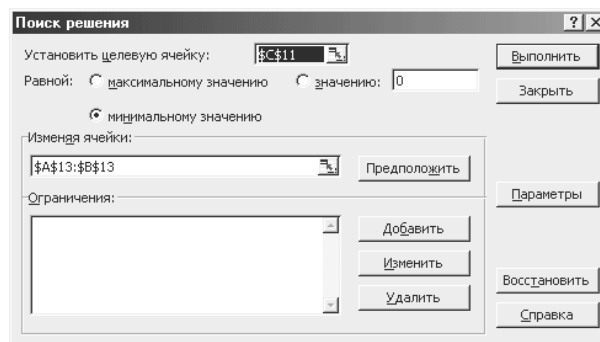 Поиск решения
Установить целевую ячейку: $C$11 Выполнить
Равной: максимальному значению значению: 0 Закрыть
минимальному значению
Изменяя ячейки:
$A$13:$B$13 Предположить
Параметры
Ограничения:
Добавить
Изменить
Восстановить
Удалить
Справка